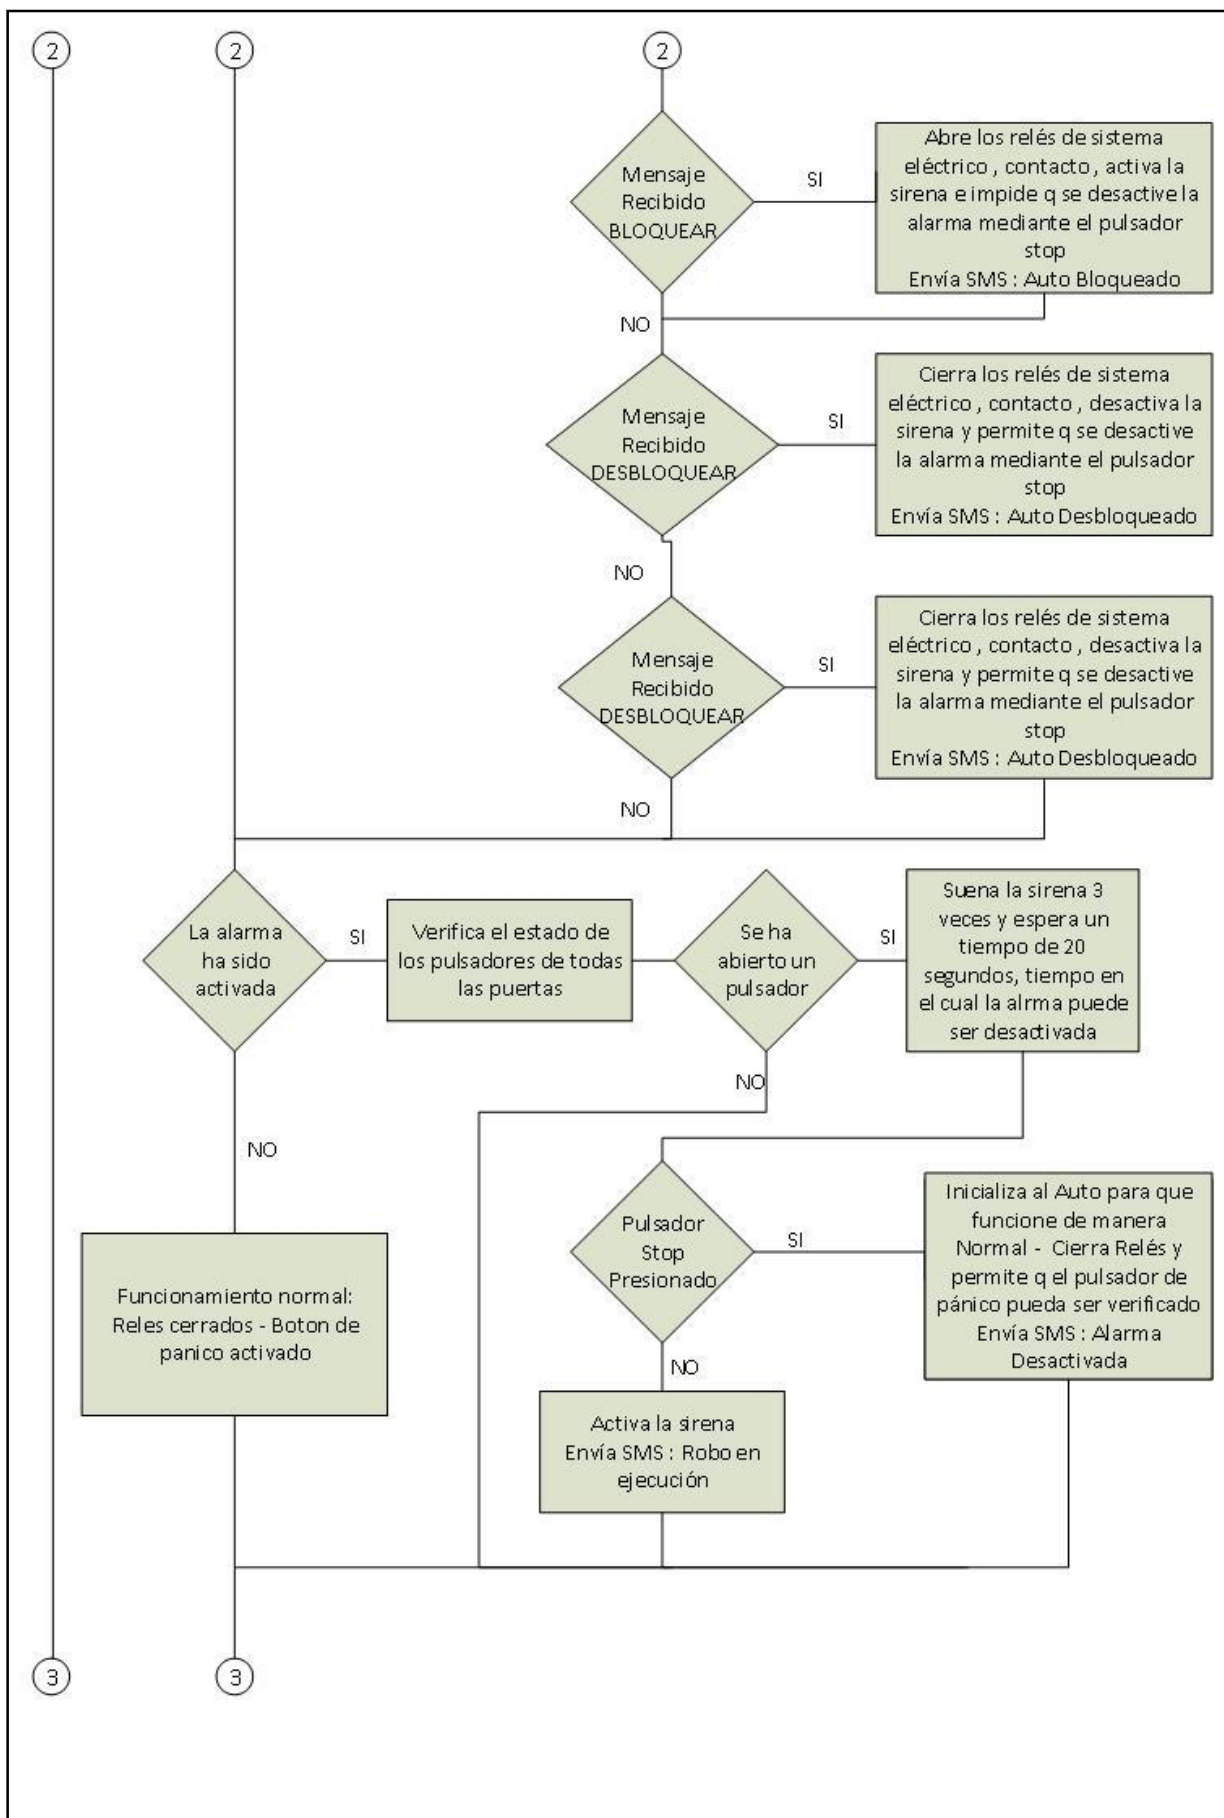 2
2
2
Mensaje
Recibido
BLOQUEAR
SI
Abre los relés de sistema
eléctrico , contacto , activa la
sirena e impide q se desactive la
alarma mediante el pulsador
stop
Envía SMS : Auto Bloqueado
NO
Mensaje
Recibido
DESBLOQUEAR
SI
Cierra los relés de sistema
eléctrico , contacto , desactiva la
sirena y permite q se desactive
la alarma mediante el pulsador
stop
Envía SMS : Auto Desbloqueado
NO
Mensaje
Recibido
DESBLOQUEAR
SI
Cierra los relés de sistema
eléctrico , contacto , desactiva la
sirena y permite q se desactive
la alarma mediante el pulsador
stop
Envía SMS : Auto Desbloqueado
NO
La alarma
ha sido
activada
SI
Verifica el estado de
los pulsadores de todas
las puertas
Se ha
abierto un
pulsador
SI
Suena la sirena 3
veces y espera un
tiempo de 20
segundos, tiempo en
el cual la alrma puede
ser desactivada
NO
NO
Pulsador
Stop
Presionado
SI
Inicializa al Auto para que
funcione de manera
Normal - Cierra Relés y
permite q el pulsador de
pánico pueda ser verificado
Envía SMS : Alarma
Desactivada
Funcionamiento normal:
Reles cerrados - Boton de
panico activado
NO
Activa la sirena
Envía SMS : Robo en
ejecución
3
3